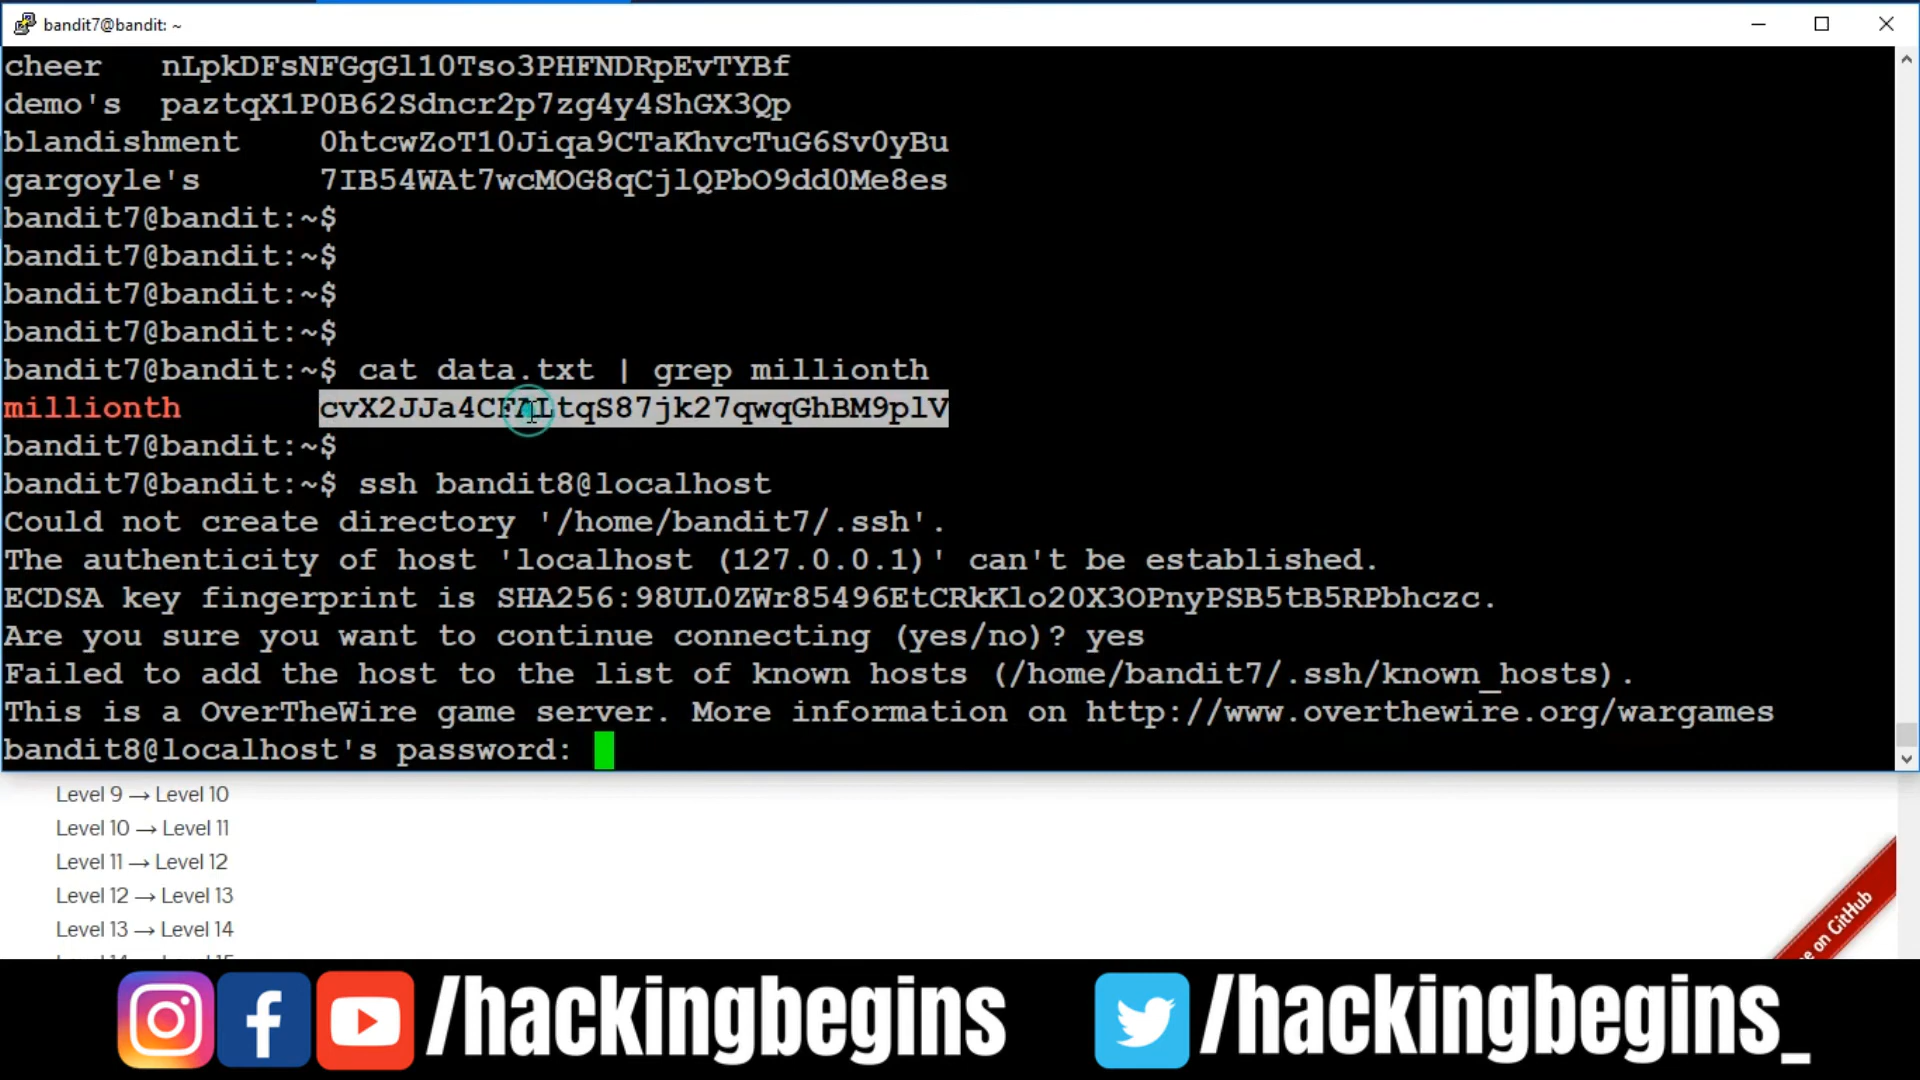 bandit7@bandit: ~
cheer   nLpkDFsNFGgGl10Tso3PHFNDRpEvTYBf
demo's  paztqX1P0B62Sdncr2p7zg4y4ShGX3Qp
blandishment    0htcwZoT10Jiqa9CTaKhvcTuG6Sv0yBu
gargoyle's      7IB54WAt7wcMOG8qCjlQPbO9dd0Me8es
bandit7@bandit:~$
bandit7@bandit:~$
bandit7@bandit:~$
bandit7@bandit:~$
bandit7@bandit:~$ cat data.txt | grep millionth
millionth       cvX2JJa4CFALtqS87jk27qwqGhBM9plV
bandit7@bandit:~$
bandit7@bandit:~$ ssh bandit8@localhost
Could not create directory '/home/bandit7/.ssh'.
The authenticity of host 'localhost (127.0.0.1)' can't be established.
ECDSA key fingerprint is SHA256:98UL0ZWr85496EtCRkKlo20X3OPnyPSB5tB5RPbhczc.
Are you sure you want to continue connecting (yes/no)? yes
Failed to add the host to the list of known hosts (/home/bandit7/.ssh/known_hosts).
This is a OverTheWire game server. More information on http://www.overthewire.org/wargames
bandit8@localhost's password:
Level 9 → Level 10
Level 10 → Level 11
Level 11 → Level 12
Level 12 → Level 13
Level 13 → Level 14
on GitHub
/hackingbegins
/hackingbegins_